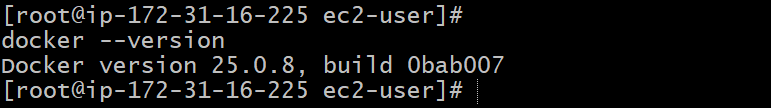 [root@ip-172-31-16-225 ec2-user]#
docker --version
Docker version 25.0.8, build 0bab007
[root@ip-172-31-16-225 ec2-user]#